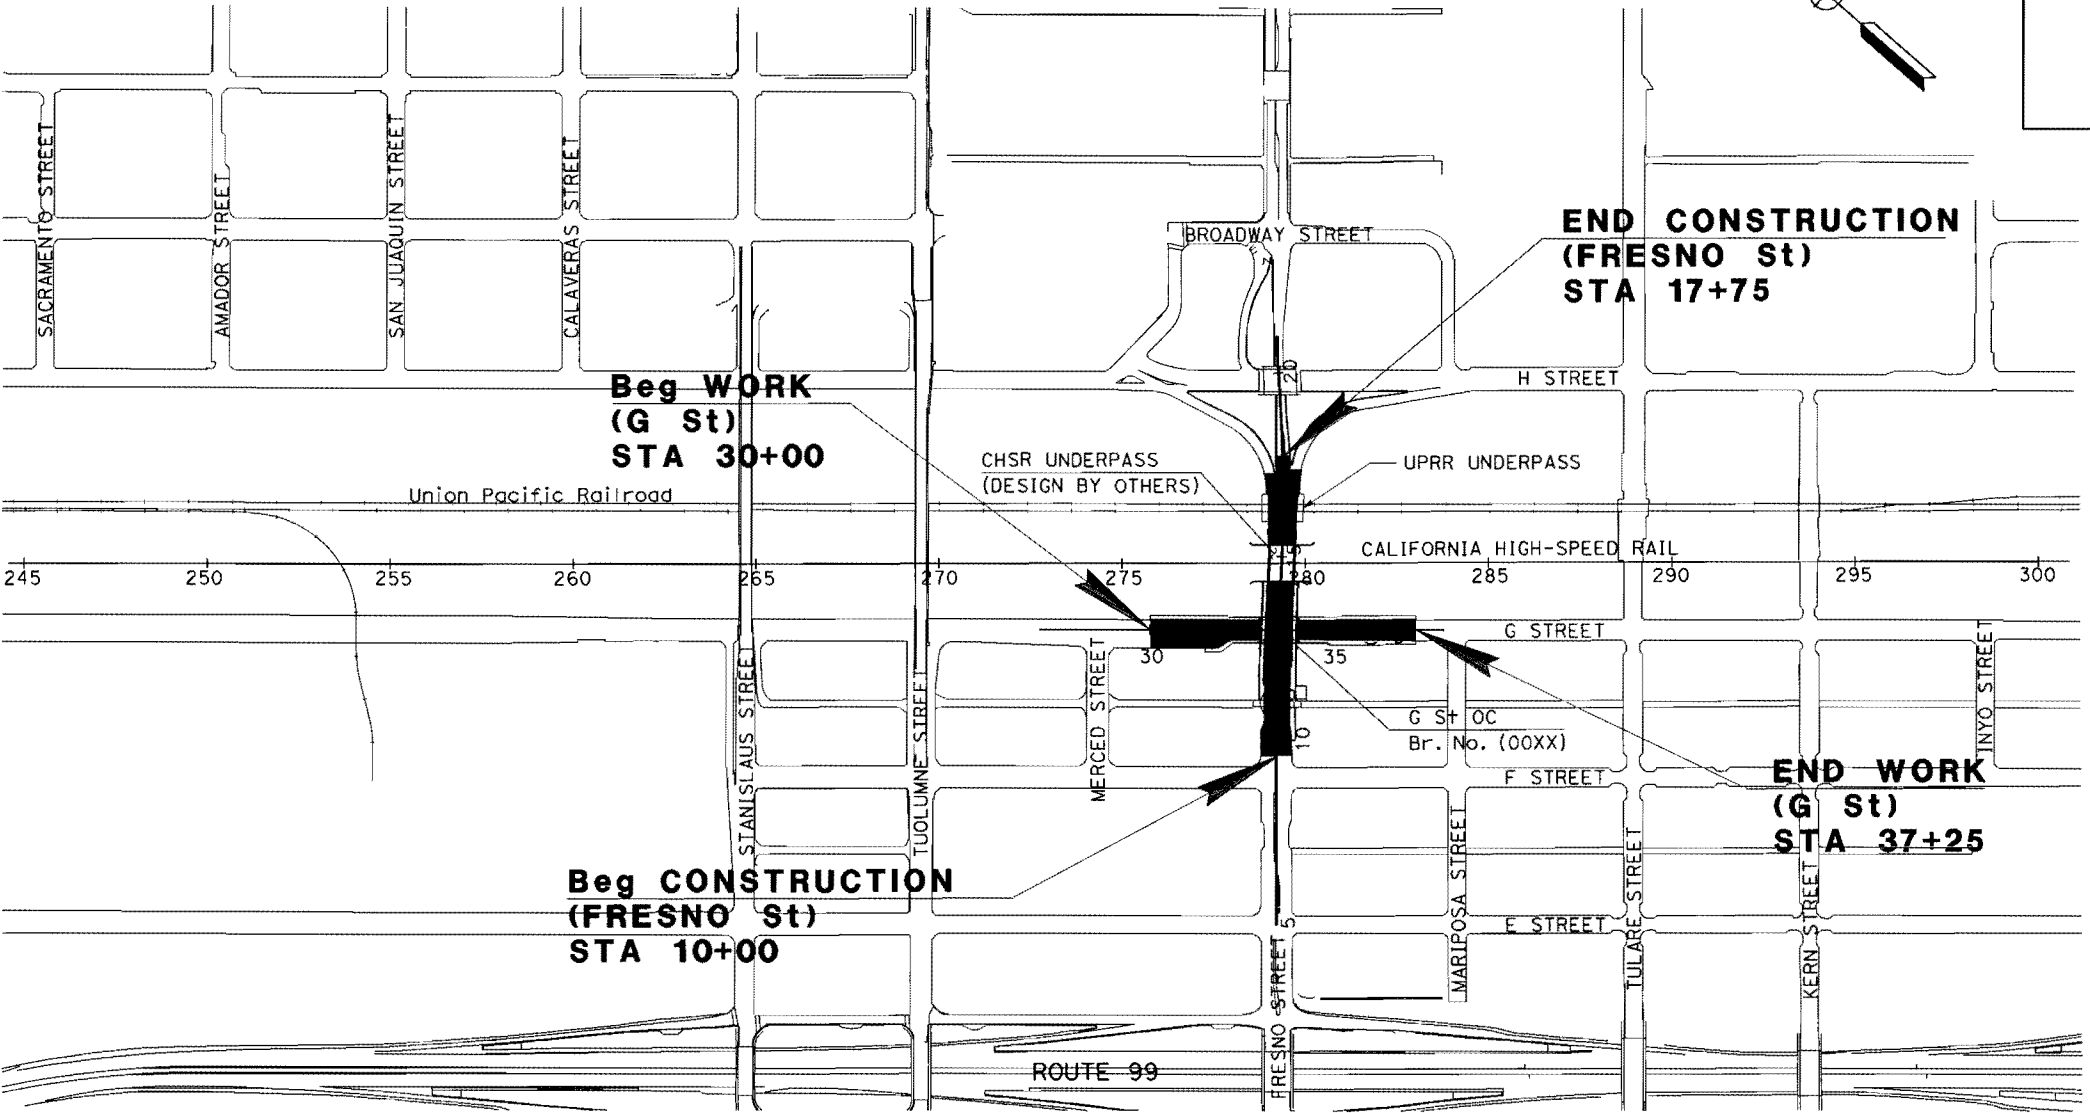 SACRAMENTO STREET
AMADOR STREET
SAN JUAQUIN STREET
CALAVERAS STREET
BROADWAY STREET
END CONSTRUCTION
(FRESNO St)
STA 17+75
Beg WORK
(G St)
STA 30+00
20
H STREET
CHSR UNDERPASS
(DESIGN BY OTHERS)
UPRR UNDERPASS
Union Pacific Railroad
CALIFORNIA HIGH-SPEED RAIL
245
250
255
260
265
270
275
280
285
290
295
300
15
30
35
G STREET
STANISLAUS STREET
TUOLUMNE STREET
MERCED STREET
INYO STREET
G St OC
Br. No. (00XX)
10
F STREET
END WORK
(G St)
STA 37+25
Beg CONSTRUCTION
(FRESNO St)
STA 10+00
5
E STREET
FRESNO STREET
MARIPOSA STREET
TULARE STREET
KERN STREET
ROUTE 99